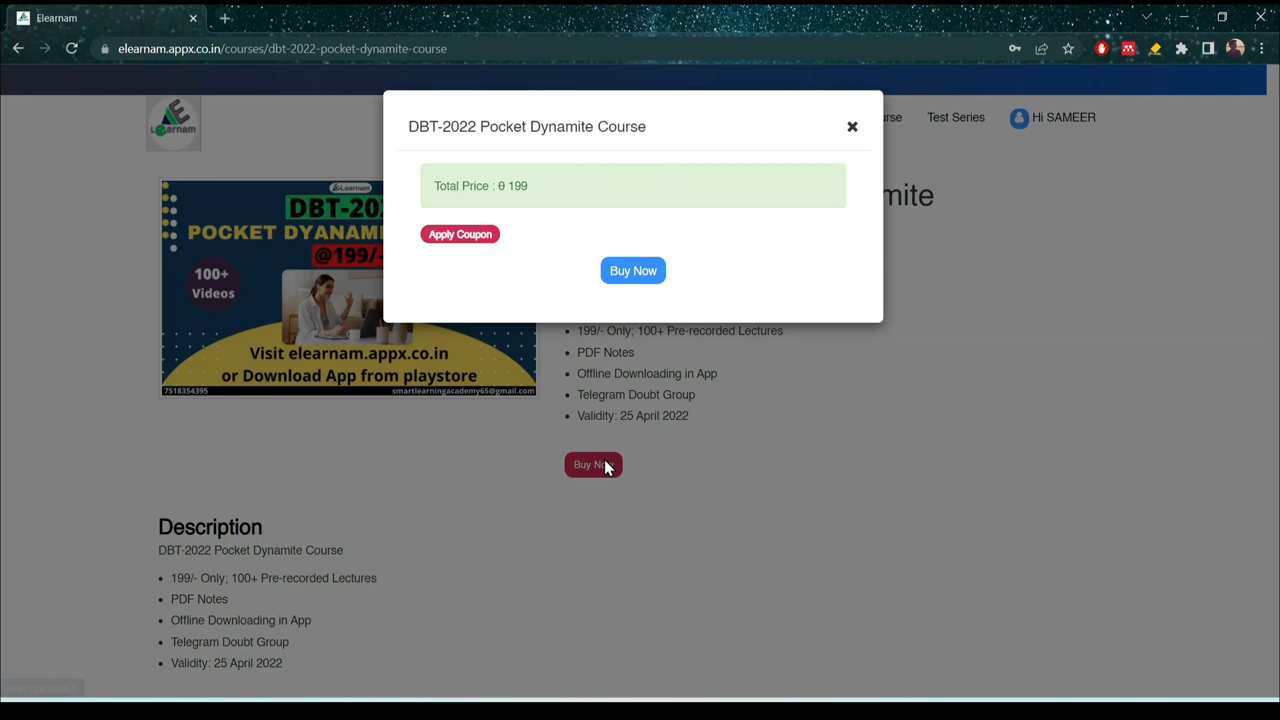 Elearnam
elearnam.appx.co.in/courses/dbt-2022-pocket-dynamite-course
Test Series
Hi SAMEER
DBT-2022 Pocket Dynamite Course
Total Price : 0 199
Apply Coupon
Buy Now
Learnam
POCKET
@199/-
100+
Videos
Visit elearnam.appx.co.in
or Download App from playstore
7518354395
smartlearningacademy65@gmail.com
199/- Only; 100+ Pre-recorded Lectures
PDF Notes
Offline Downloading in App
Telegram Doubt Group
Validity: 25 April 2022
Buy
Description
DBT-2022 Pocket Dynamite Course
199/- Only; 100+ Pre-recorded Lectures
PDF Notes
Offline Downloading in App
Telegram Doubt Group
Validity: 25 April 2022